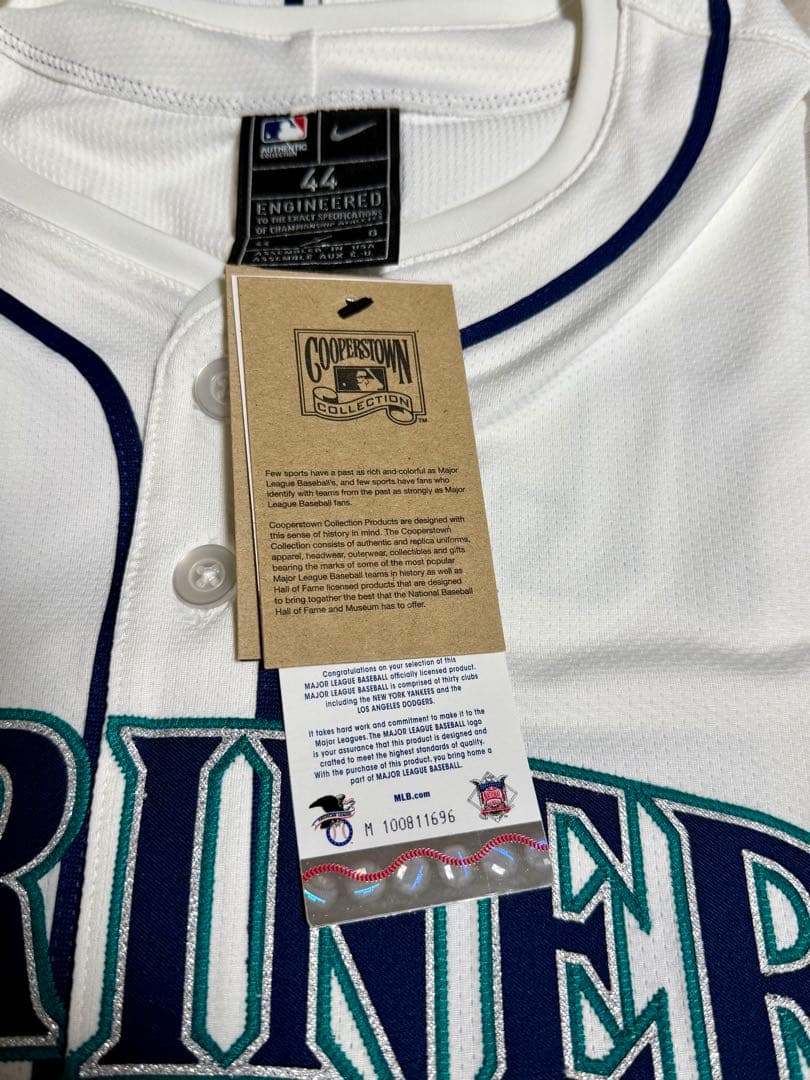 AUTHENTIC
COLLECTION
44
ENGINEERED
TO THE EXACT SPECIFICATIONS
OF CHAMPIONSHIP ATHLETES
44 G
ASSEMBLED IN USA
ASSEMBLE AUX É.U.
COOPERSTOWN
COLLECTION™
Few sports have a past as rich and colorful as Major
League Baseball's, and few sports have fans who
identify with teams from the past as strongly as Major
League Baseball fans.
Cooperstown Collection Products are designed with
this sense of history in mind. The Cooperstown
Collection consists of authentic and replica uniforms,
apparel, headwear, outerwear, collectibles and gifts
bearing the marks of some of the most popular
Major League Baseball teams in history as well as
Hall of Fame licensed products that are designed
to bring together the best that the National Baseball
Hall of Fame and Museum has to offer.
Congratulations on your selection of this
MAJOR LEAGUE BASEBALL officially licensed product.
MAJOR LEAGUE BASEBALL is comprised of thirty clubs
including the NEW YORK YANKEES and the
LOS ANGELES DODGERS.
It takes hard work and commitment to make it to the
Major Leagues. The MAJOR LEAGUE BASEBALL logo
is your assurance that this product is designed and
crafted to meet the highest standards of quality.
With the purchase of this product, you bring home a
part of MAJOR LEAGUE BASEBALL.
MLB.com
M 100811696
RINER